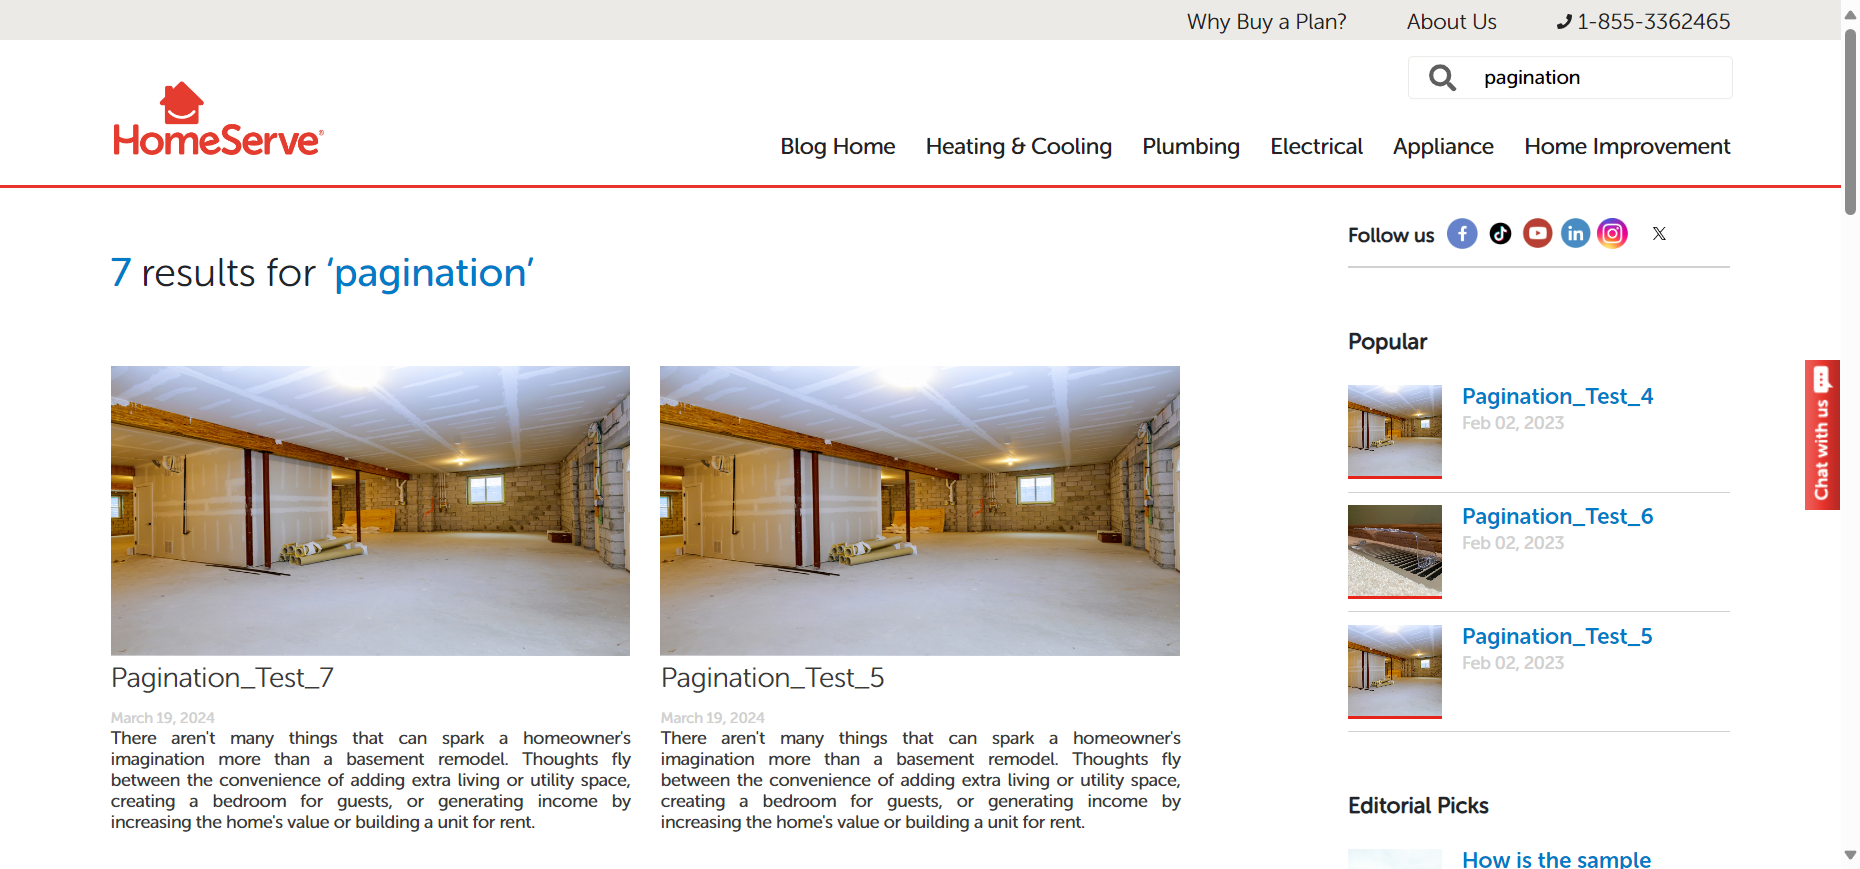 Why Buy a Plan?
About Us
1-855-3362465
pagination
HomeServe®
Blog Home
Heating & Cooling
Plumbing
Electrical
Appliance
Home Improvement
Follow us
7 results for ‘pagination’
Pagination_Test_7
March 19, 2024
There aren't many things that can spark a homeowner's
imagination more than a basement remodel. Thoughts fly
between the convenience of adding extra living or utility space,
creating a bedroom for guests, or generating income by
increasing the home's value or building a unit for rent.
Pagination_Test_5
March 19, 2024
There aren't many things that can spark a homeowner's
imagination more than a basement remodel. Thoughts fly
between the convenience of adding extra living or utility space,
creating a bedroom for guests, or generating income by
increasing the home's value or building a unit for rent.
Popular
Pagination_Test_4
Feb 02, 2023
Pagination_Test_6
Feb 02, 2023
Pagination_Test_5
Feb 02, 2023
Editorial Picks
How is the sample
Chat with us